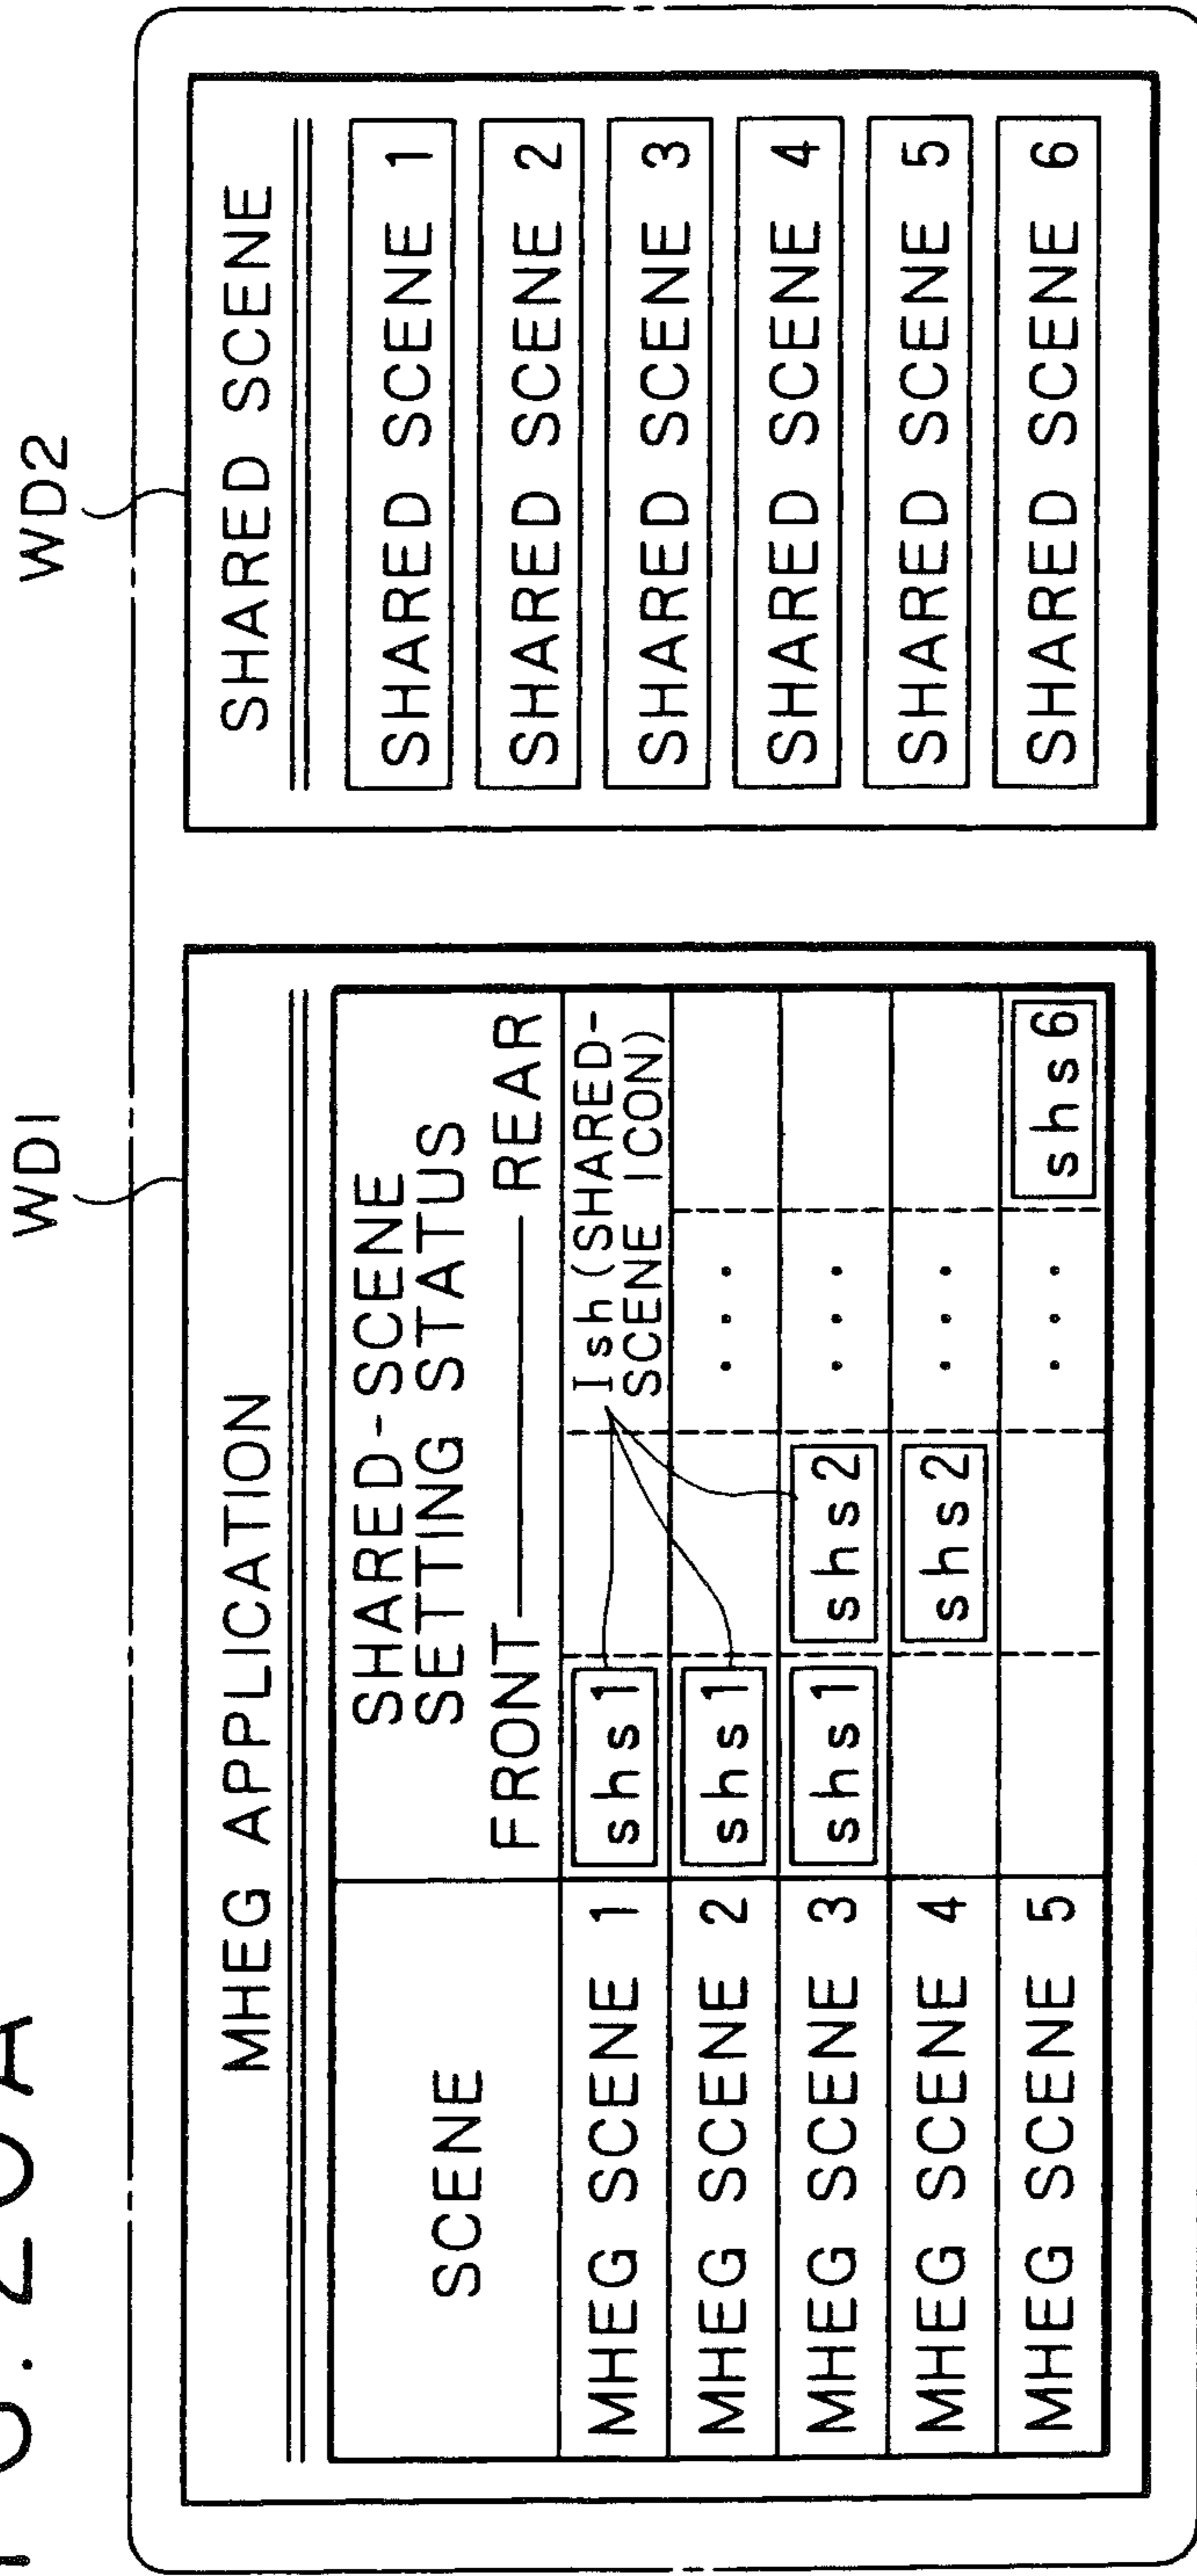 FIG. 20A
WD1
WD2
MHEG APPLICATION
SCENE
SHARED-SCENE
SETTING STATUS
FRONT REAR
MHEG SCENE 1 shs1 Ish (SHARED-
SCENE ICON)
MHEG SCENE 2 shs1 . . .
MHEG SCENE 3 shs1 shs2 . . .
MHEG SCENE 4 shs2 . . .
MHEG SCENE 5 . . . shs6
SHARED SCENE
SHARED SCENE 1
SHARED SCENE 2
SHARED SCENE 3
SHARED SCENE 4
SHARED SCENE 5
SHARED SCENE 6